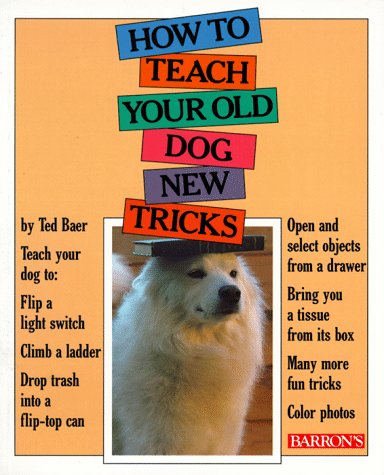 HOW TO
TEACH
YOUR OLD
DOG
NEW
TRICKS
by Ted Baer
Teach your
dog to:
Flip a
light switch
Climb a ladder
Drop trash
into a
flip-top can
Open and
select objects
from a drawer
Bring you
a tissue
from its box
Many more
fun tricks
Color photos
BARRON'S